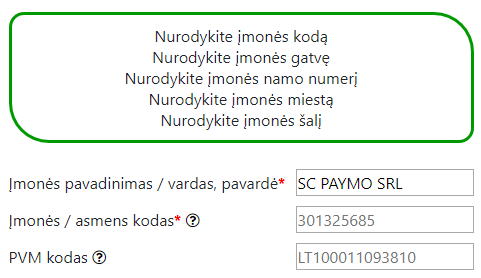 Nurodykite įmonės kodą
Nurodykite įmonės gatvę
Nurodykite įmonės namo numerį
Nurodykite įmonės miestą
Nurodykite įmonės šalį
Įmonės pavadinimas / vardas, pavardė* SC PAYMO SRL
Įmonės / asmens kodas* ? 301325685
PVM kodas ? LT100011093810